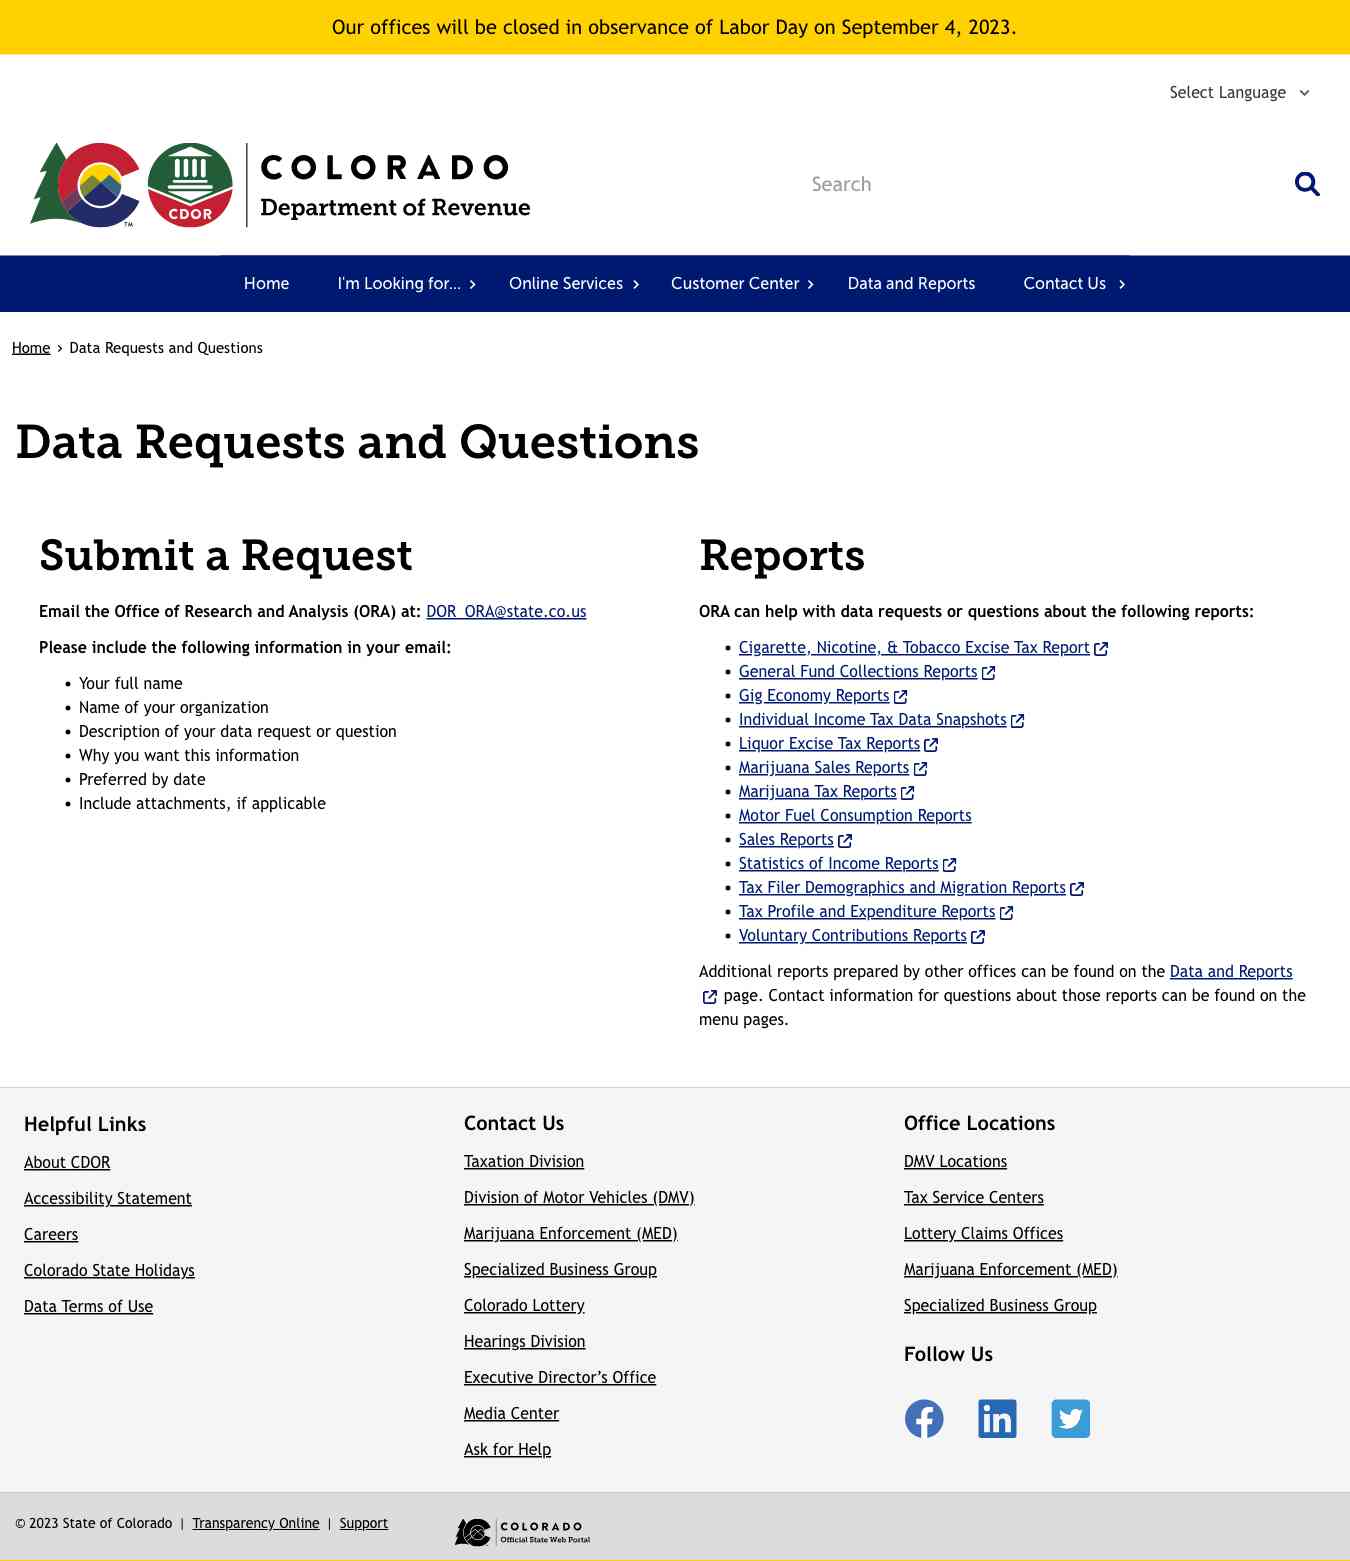 Our offices will be closed in observance of Labor Day on September 4, 2023.
Select Language
CDOR
TM
COLORADO
Department of Revenue
Search
Home
I'm Looking for...
Online Services
Customer Center
Data and Reports
Contact Us
Home › Data Requests and Questions
Data Requests and Questions
Submit a Request
Email the Office of Research and Analysis (ORA) at: DOR_ORA@state.co.us
Please include the following information in your email:
• Your full name
• Name of your organization
• Description of your data request or question
• Why you want this information
• Preferred by date
• Include attachments, if applicable
Reports
ORA can help with data requests or questions about the following reports:
• Cigarette, Nicotine, & Tobacco Excise Tax Report
• General Fund Collections Reports
• Gig Economy Reports
• Individual Income Tax Data Snapshots
• Liquor Excise Tax Reports
• Marijuana Sales Reports
• Marijuana Tax Reports
• Motor Fuel Consumption Reports
• Sales Reports
• Statistics of Income Reports
• Tax Filer Demographics and Migration Reports
• Tax Profile and Expenditure Reports
• Voluntary Contributions Reports
Additional reports prepared by other offices can be found on the Data and Reports
page. Contact information for questions about those reports can be found on the
menu pages.
Helpful Links
About CDOR
Accessibility Statement
Careers
Colorado State Holidays
Data Terms of Use
Contact Us
Taxation Division
Division of Motor Vehicles (DMV)
Marijuana Enforcement (MED)
Specialized Business Group
Colorado Lottery
Hearings Division
Executive Director’s Office
Media Center
Ask for Help
Office Locations
DMV Locations
Tax Service Centers
Lottery Claims Offices
Marijuana Enforcement (MED)
Specialized Business Group
Follow Us
© 2023 State of Colorado | Transparency Online | Support
COLORADO
Official State Web Portal